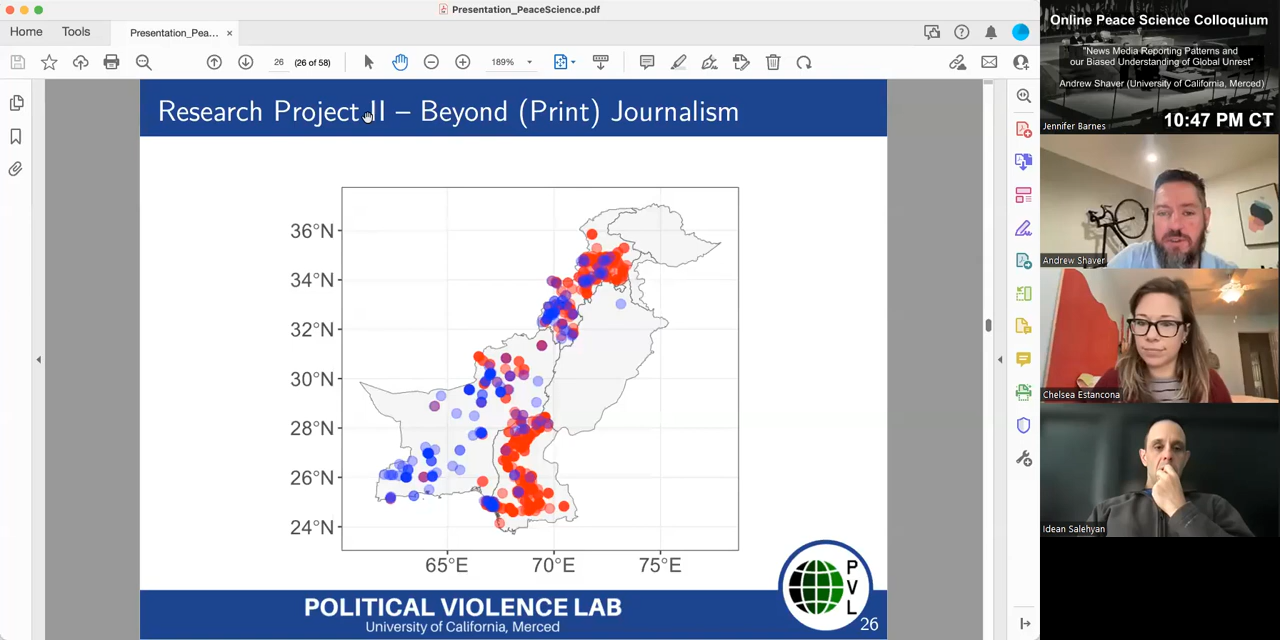 Presentation_PeaceScience.pdf
Home
Tools
Presentation_Pea...
26
(26 of 58)
189%
Research Project II – Beyond (Print) Journalism
36°N
34°N
32°N
30°N
28°N
26°N
24°N
65°E
70°E
75°E
POLITICAL VIOLENCE LAB
University of California, Merced
P
V
L
26
Online Peace Science Colloquium
"News Media Reporting Patterns and
our Biased Understanding of Global Unrest"
Andrew Shaver (University of California, Merced)
10:47 PM CT
Jennifer Barnes
Andrew Shaver
Chelsea Estancona
Idean Salehyan